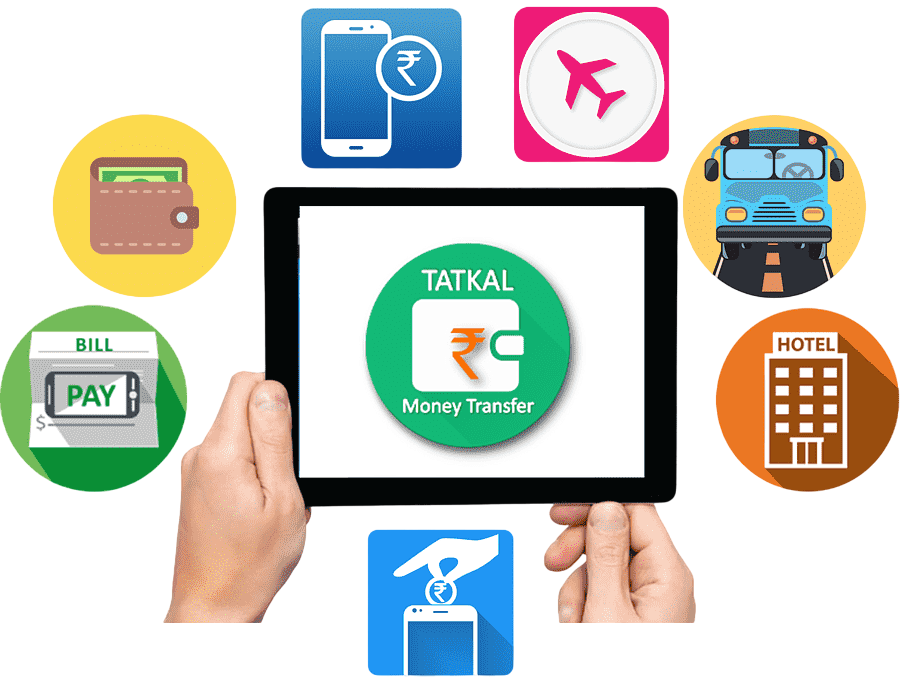 ₹
TATKAL
₹
Money Transfer
BILL
PAY
$
HOTEL
₹